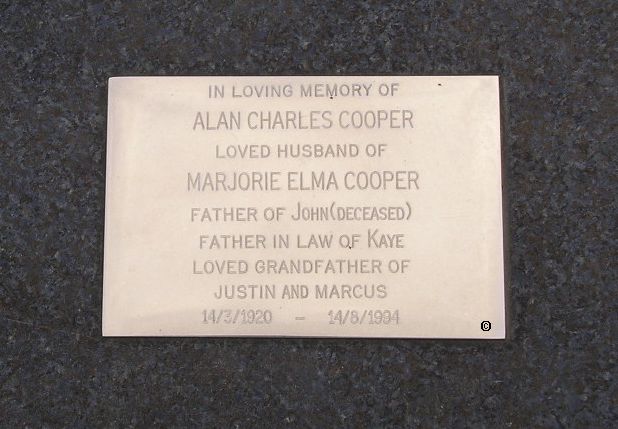 IN LOVING MEMORY OF
ALAN CHARLES COOPER
LOVED HUSBAND OF
MARJORIE ELMA COOPER
FATHER OF JOHN (DECEASED)
FATHER IN LAW OF KAYE
LOVED GRANDFATHER OF
JUSTIN AND MARCUS
14/3/1920 - 14/8/1994
©